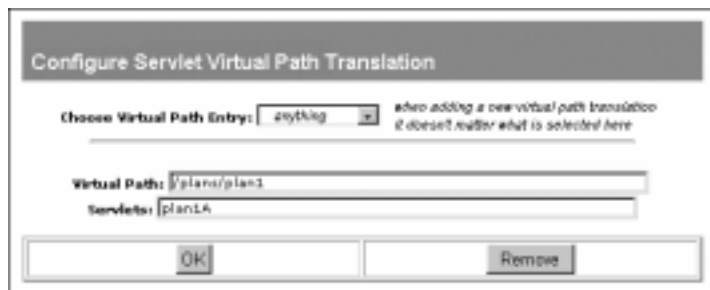 Configure Servlet Virtual Path Translation
Choose Virtual Path Entry: anything
when adding a new virtual path translation
it doesn't matter what is selected here
Virtual Path: /plans/plan1
Servlets: plan1A
OK Remove